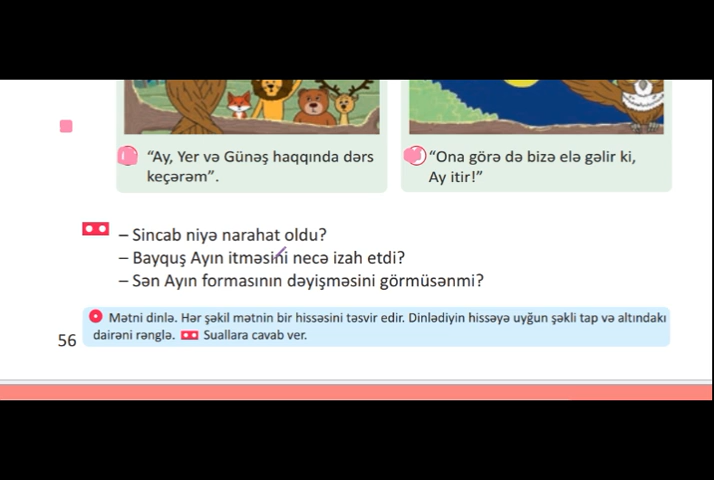 “Ay, Yer və Günəş haqqında dərs
keçərəm”.
“Ona görə də bizə elə gəlir ki,
Ay itir!”
– Sincab niyə narahat oldu?
– Bayquş Ayın itməsini necə izah etdi?
– Sən Ayın formasının dəyişməsini görmüsənmi?
Mətni dinlə. Hər şəkil mətnin bir hissəsini təsvir edir. Dinlədiyin hissəyə uyğun şəkli tap və altındakı
dairəni rənglə. Suallara cavab ver.
56